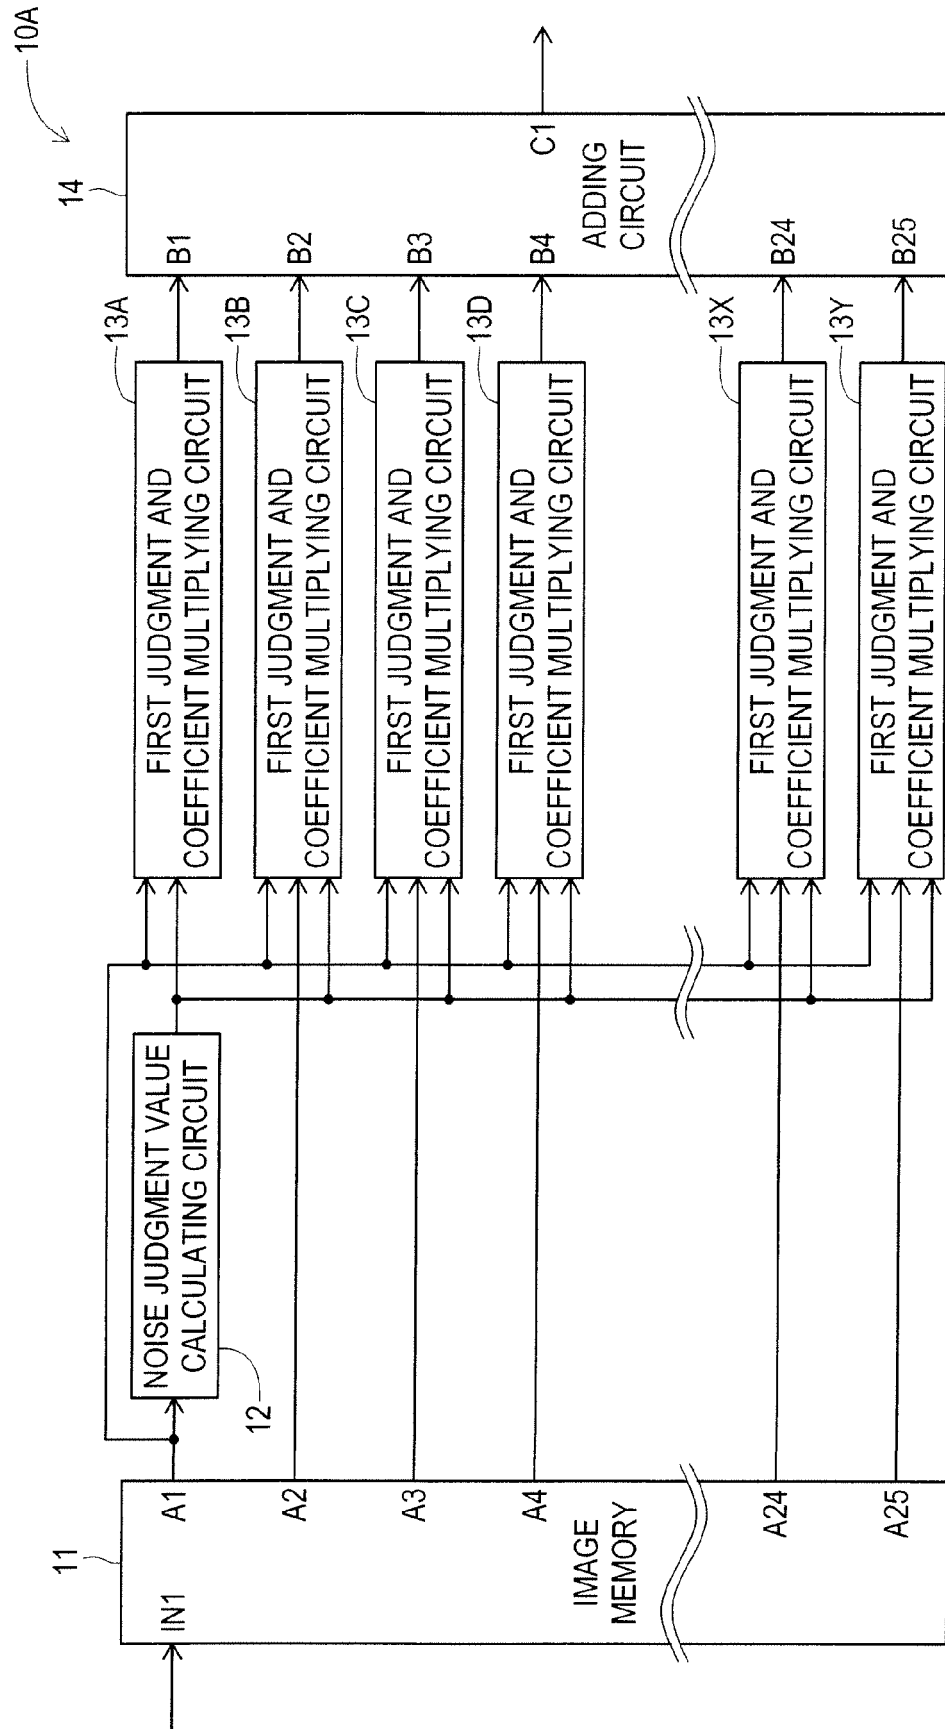 10A
11
IN1
IMAGE
MEMORY
A1
A2
A3
A4
A24
A25
NOISE JUDGMENT VALUE
CALCULATING CIRCUIT
12
FIRST JUDGMENT AND
COEFFICIENT MULTIPLYING CIRCUIT
13A
FIRST JUDGMENT AND
COEFFICIENT MULTIPLYING CIRCUIT
13B
FIRST JUDGMENT AND
COEFFICIENT MULTIPLYING CIRCUIT
13C
FIRST JUDGMENT AND
COEFFICIENT MULTIPLYING CIRCUIT
13D
FIRST JUDGMENT AND
COEFFICIENT MULTIPLYING CIRCUIT
13X
FIRST JUDGMENT AND
COEFFICIENT MULTIPLYING CIRCUIT
13Y
14
B1
B2
B3
B4
B24
B25
C1
ADDING
CIRCUIT